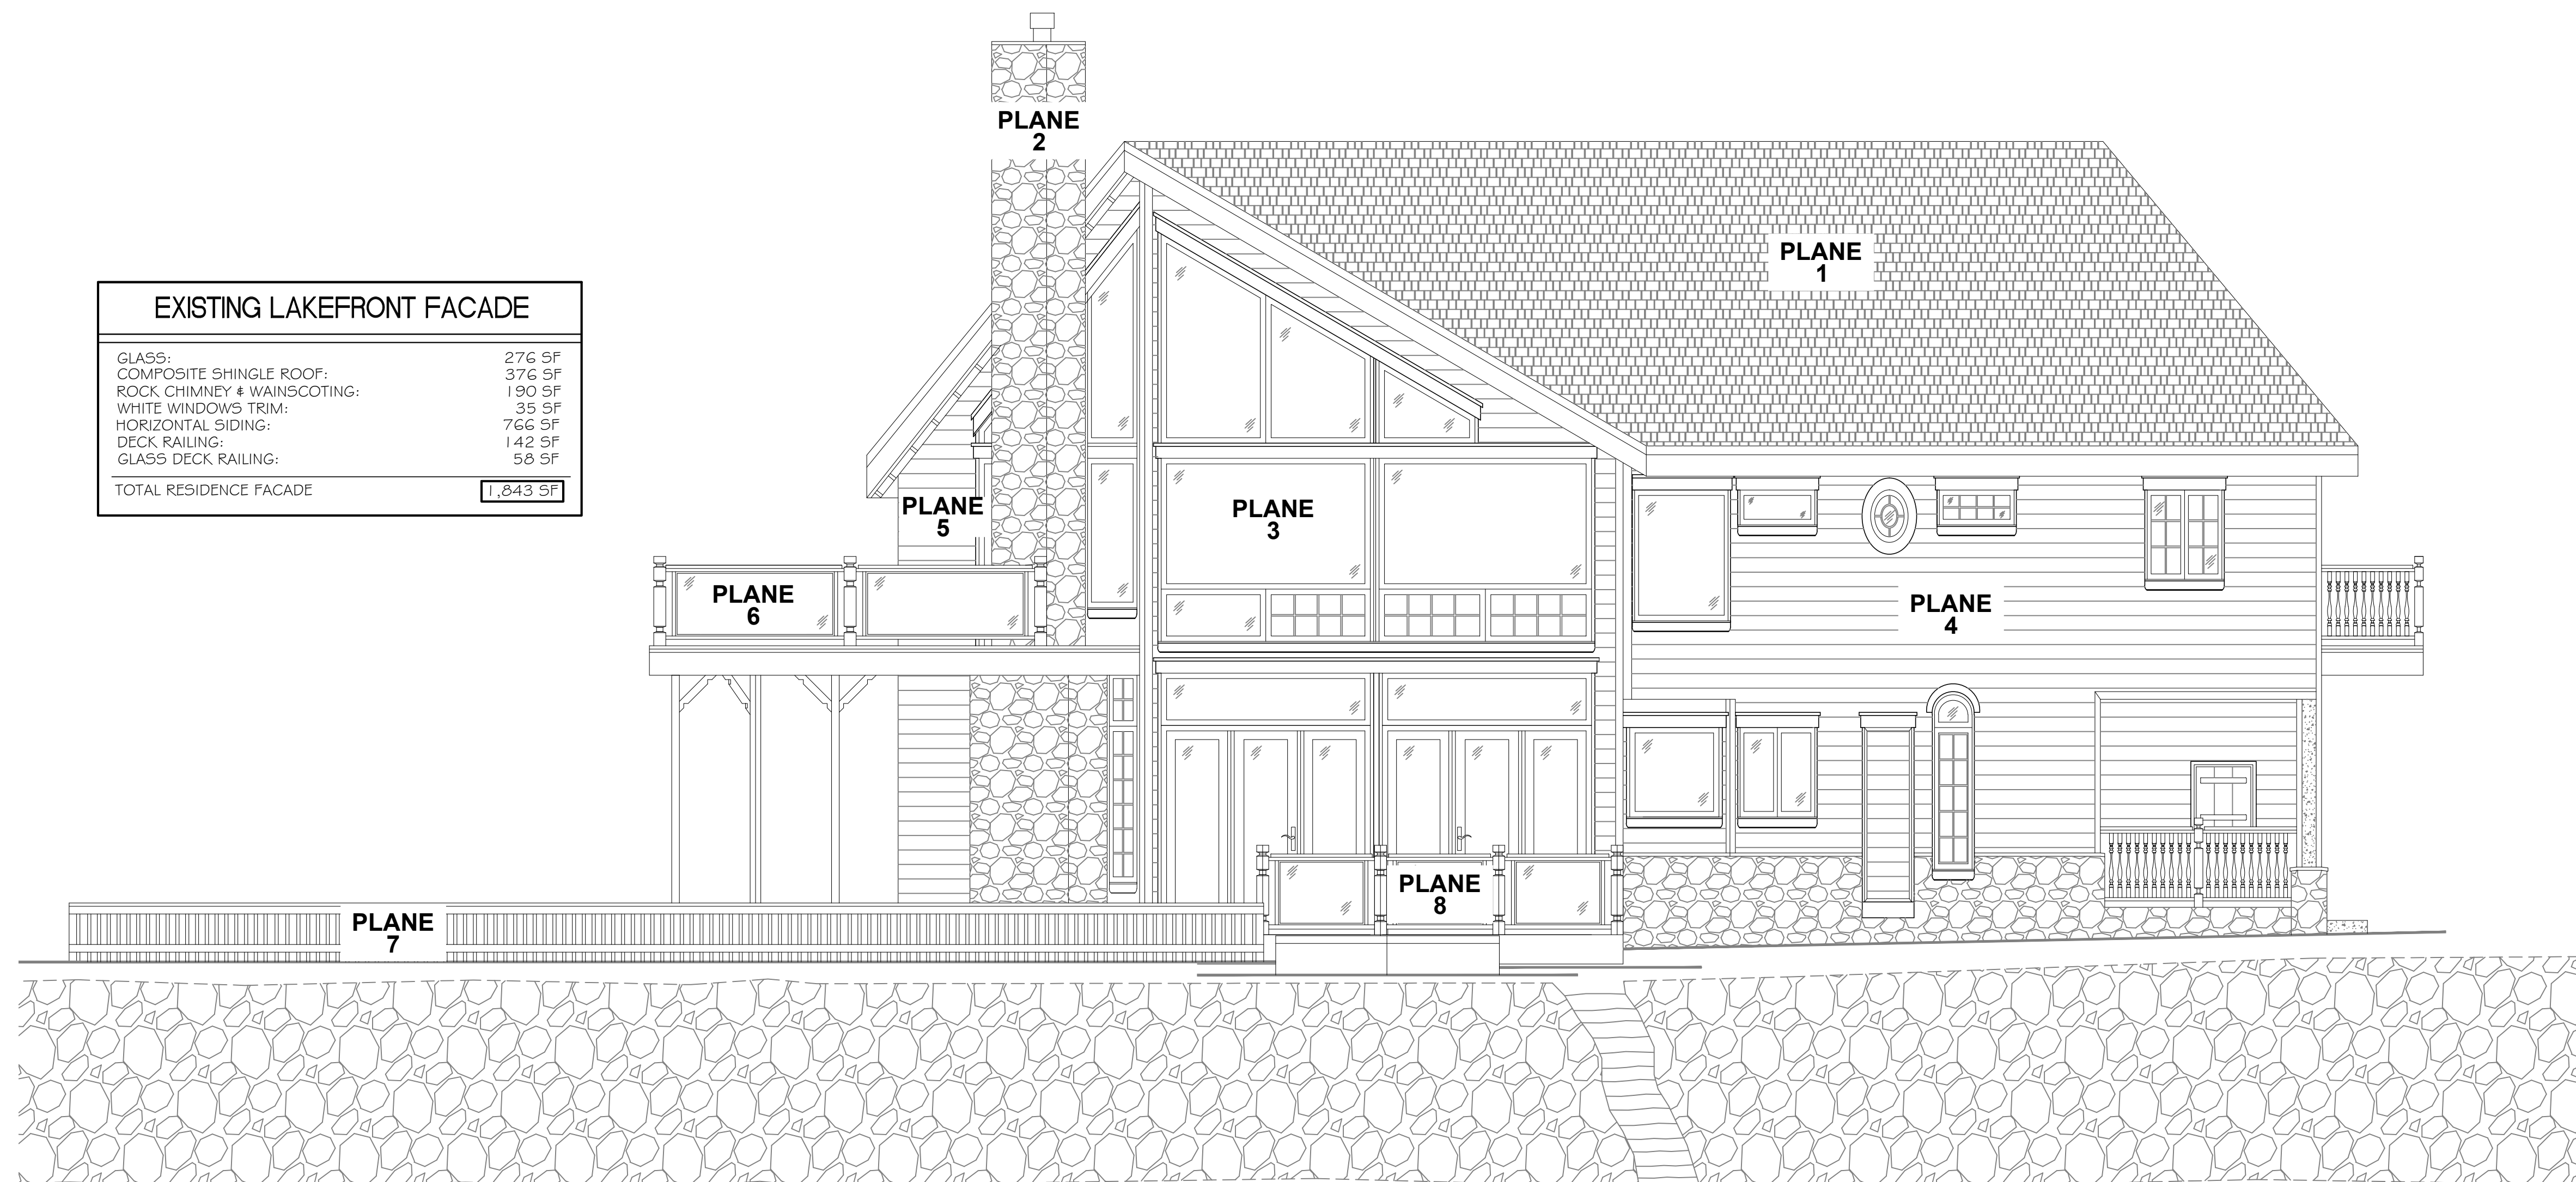 PLANE
2
PLANE
1
EXISTING LAKEFRONT FACADE
GLASS: 276 SF
COMPOSITE SHINGLE ROOF: 376 SF
ROCK CHIMNEY & WAINSCOTING: 190 SF
WHITE WINDOWS TRIM: 35 SF
HORIZONTAL SIDING: 766 SF
DECK RAILING: 142 SF
GLASS DECK RAILING: 58 SF
TOTAL RESIDENCE FACADE 1,843 SF
PLANE
5
PLANE
3
PLANE
6
PLANE
4
PLANE
8
PLANE
7